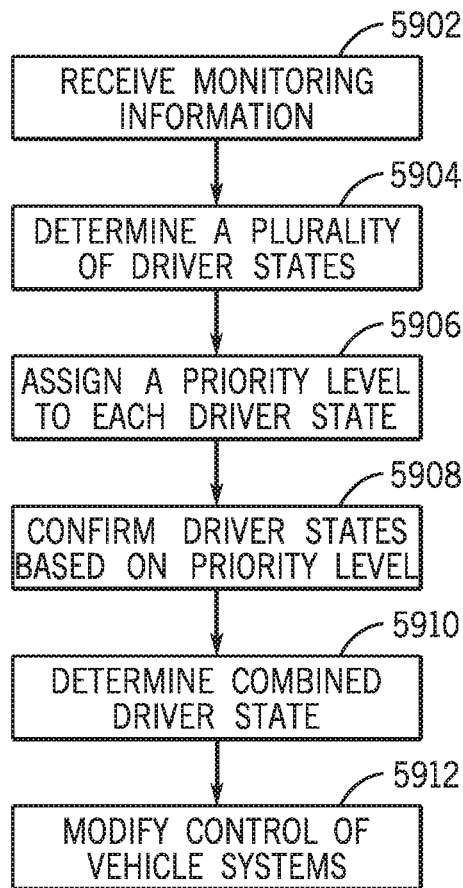 5902
RECEIVE MONITORING
INFORMATION
5904
DETERMINE A PLURALITY
OF DRIVER STATES
5906
ASSIGN A PRIORITY LEVEL
TO EACH DRIVER STATE
5908
CONFIRM DRIVER STATES
BASED ON PRIORITY LEVEL
5910
DETERMINE COMBINED
DRIVER STATE
5912
MODIFY CONTROL OF
VEHICLE SYSTEMS